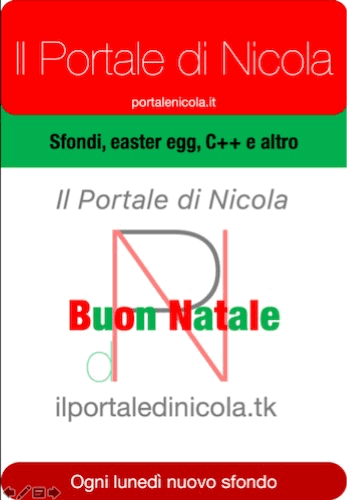 Il Portale di Nicola
portalenicola.it
Sfondi, easter egg, C++ e altro
Il Portale di Nicola
PN
Buon Natale
d
ilportaledinicola.tk
Ogni lunedì nuovo sfondo